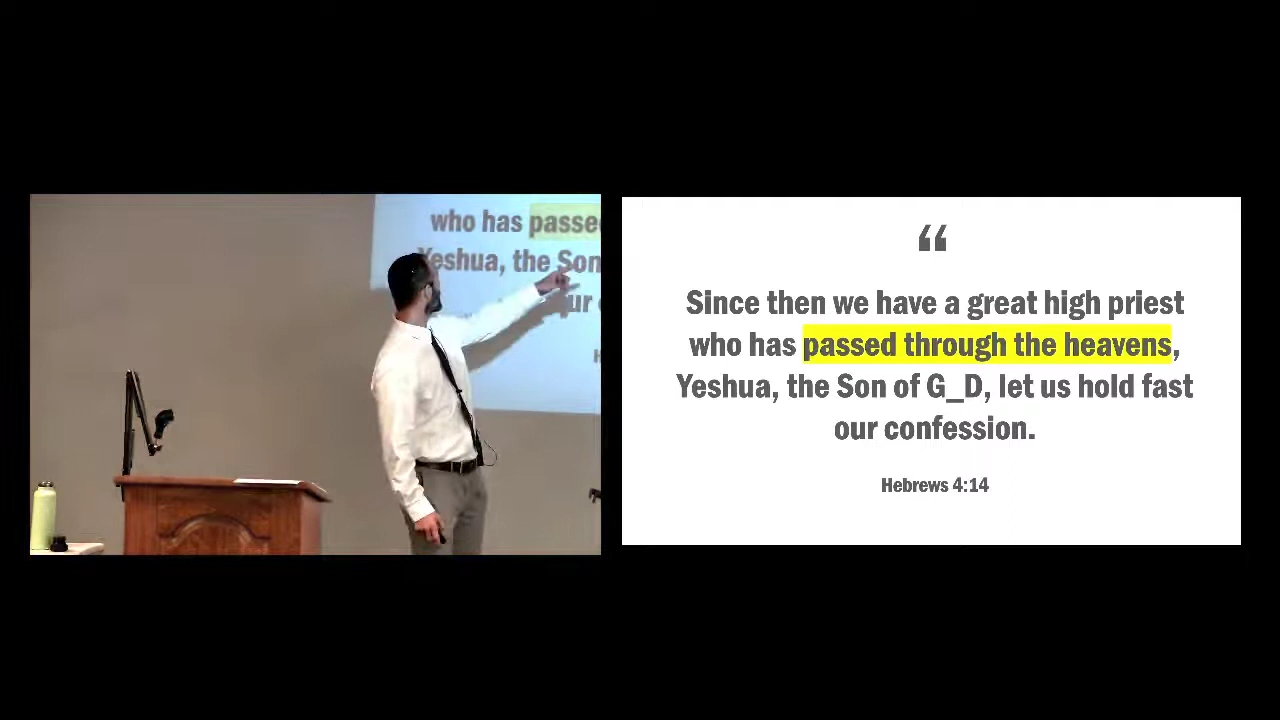 who has passe
Yeshua, the Son
ur
“
Since then we have a great high priest
who has passed through the heavens,
Yeshua, the Son of G_D, let us hold fast
our confession.
Hebrews 4:14